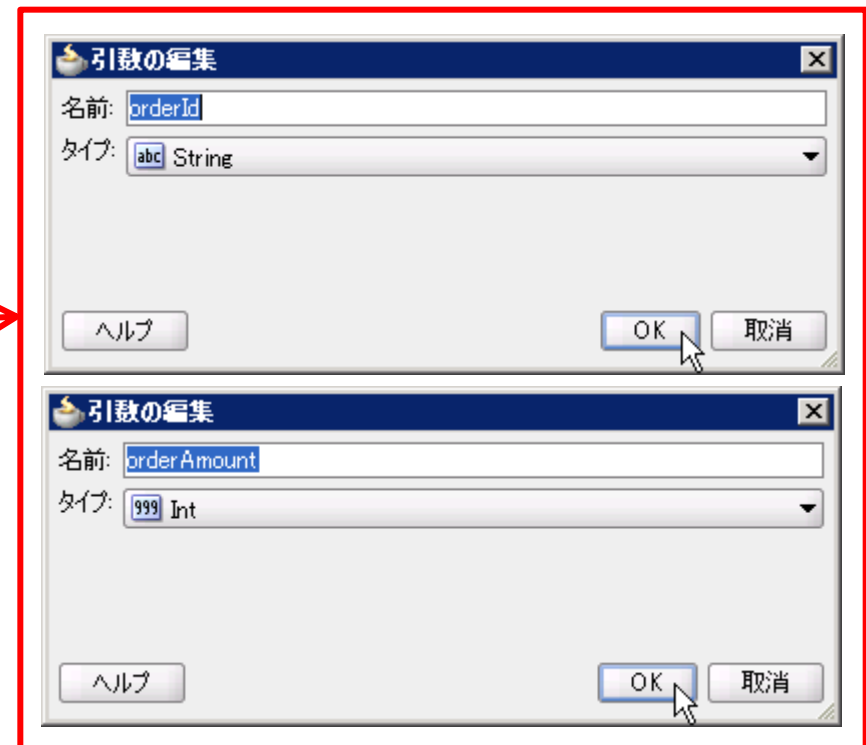 引数の編集
名前: orderId
タイプ: abc String
ヘルプ OK 取消
引数の編集
名前: orderAmount
タイプ: 999 Int
ヘルプ OK 取消